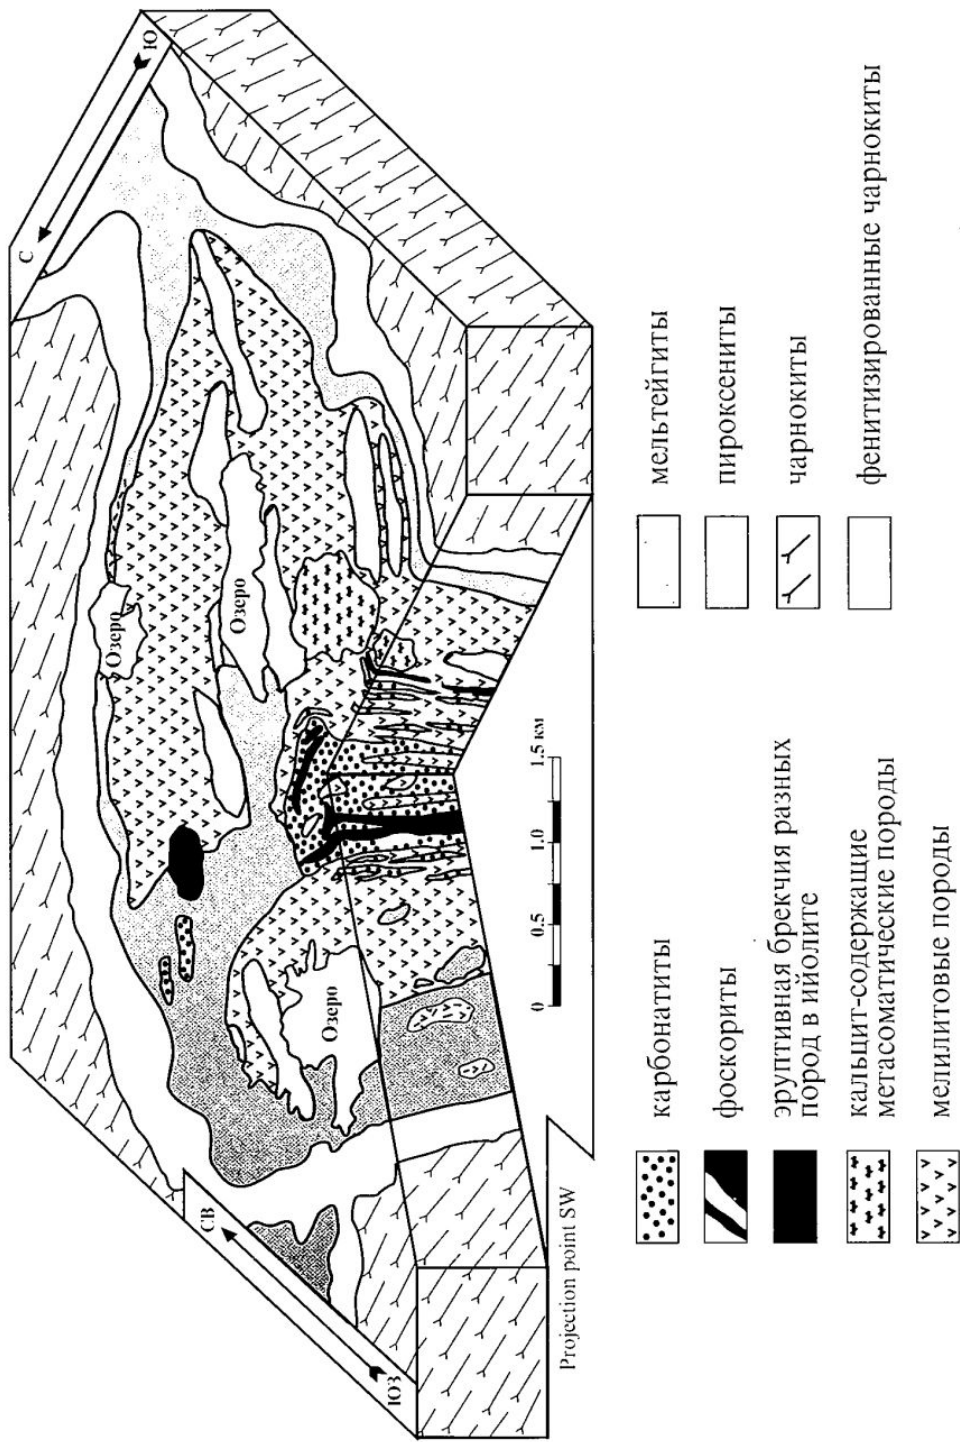 С
Ю
Озеро
Озеро
Озеро
СВ
ЮЗ
0
0.5
1.0
1.5 км
Projection point SW
карбонатиты
фоскориты
эруптивная брекчия разных
пород в ийолите
кальцит-содержащие
метасоматические породы
мелилитовые породы
мельтейгиты
пироксениты
чарнокиты
фенитизированные чарнокиты